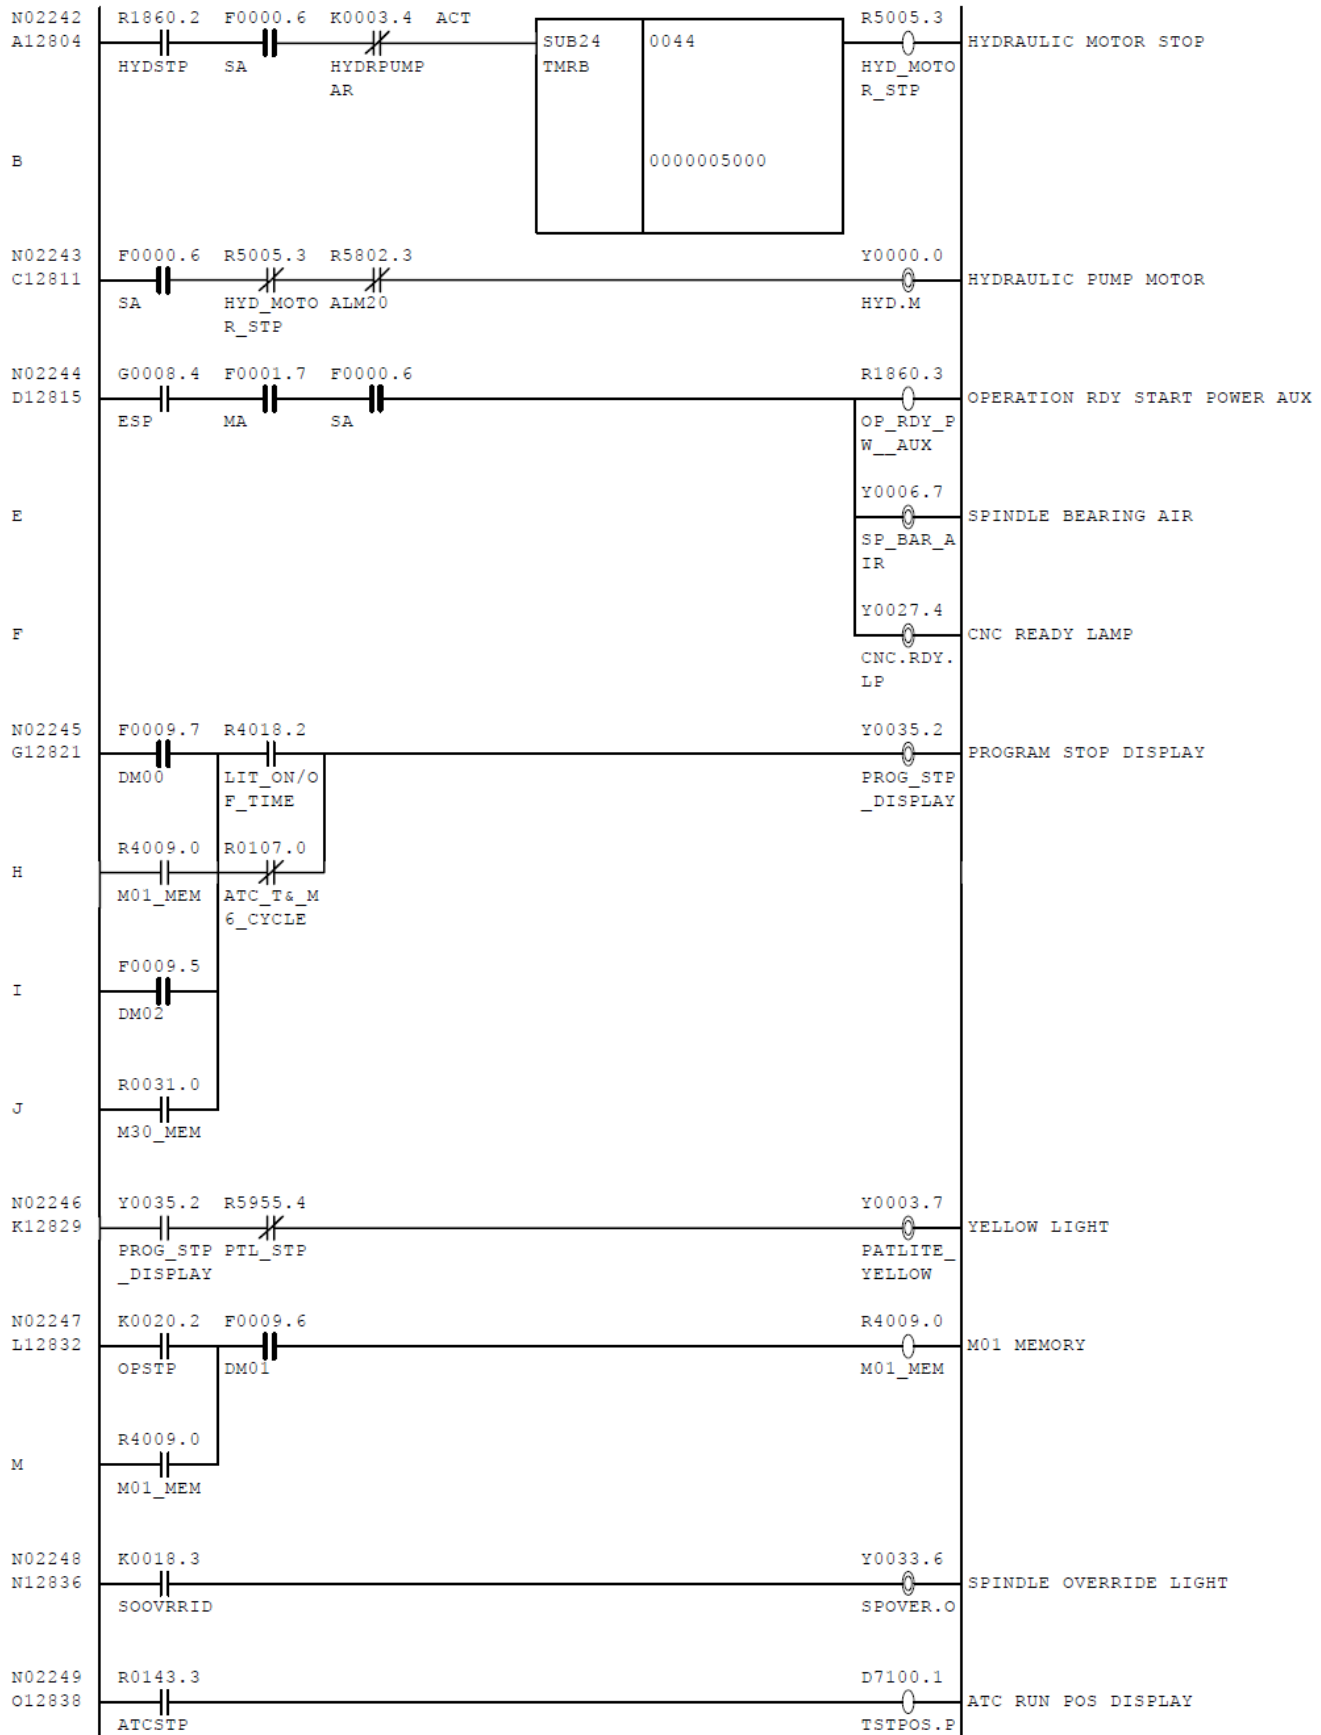 N02242 R1860.2 F0000.6 K0003.4 ACT R5005.3
A12804 SUB24 0044 HYDRAULIC MOTOR STOP
HYDSTP SA HYDRPUMP TMRB HYD_MOTO
AR R_STP
B 0000005000
N02243 F0000.6 R5005.3 R5802.3 Y0000.0
C12811 HYDRAULIC PUMP MOTOR
SA HYD_MOTO ALM20 HYD.M
R_STP
N02244 G0008.4 F0001.7 F0000.6 R1860.3
D12815 OPERATION RDY START POWER AUX
ESP MA SA OP_RDY_P
W__AUX
Y0006.7
E SPINDLE BEARING AIR
SP_BAR_A
IR
Y0027.4
F CNC READY LAMP
CNC.RDY.
LP
N02245 F0009.7 R4018.2 Y0035.2
G12821 PROGRAM STOP DISPLAY
DM00 LIT_ON/O PROG_STP
F_TIME _DISPLAY
R4009.0 R0107.0
H
M01_MEM ATC_T&_M
6_CYCLE
F0009.5
I
DM02
R0031.0
J
M30_MEM
N02246 Y0035.2 R5955.4 Y0003.7
K12829 YELLOW LIGHT
PROG_STP PTL_STP PATLITE_
_DISPLAY YELLOW
N02247 K0020.2 F0009.6 R4009.0
L12832 M01 MEMORY
OPSTP DM01 M01_MEM
R4009.0
M
M01_MEM
N02248 K0018.3 Y0033.6
N12836 SPINDLE OVERRIDE LIGHT
SOOVRRID SPOVER.O
N02249 R0143.3 D7100.1
O12838 ATC RUN POS DISPLAY
ATCSTP TSTPOS.P